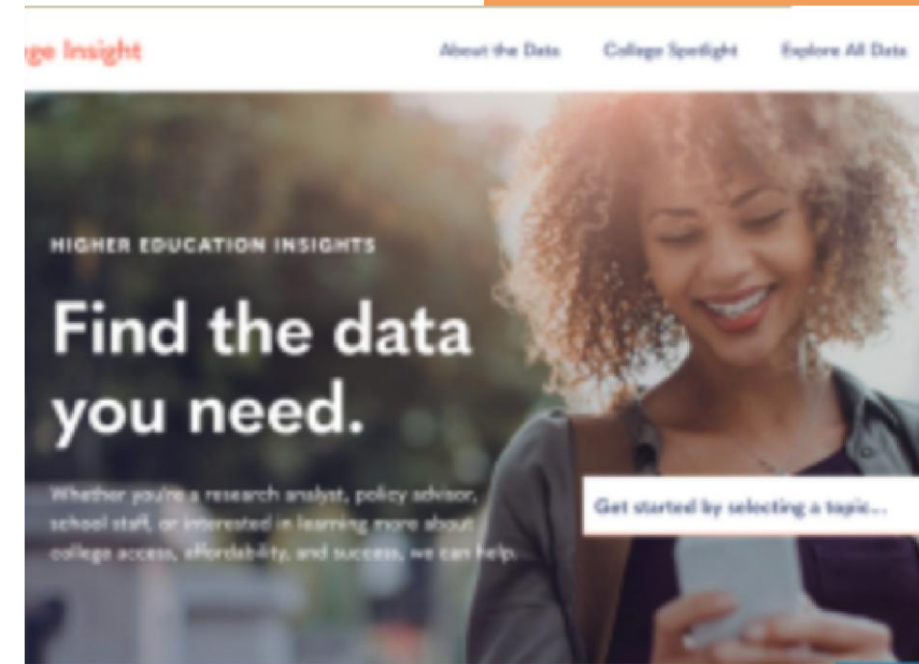 ge Insight
About the Data College Spotlight Explore All Data
HIGHER EDUCATION INSIGHTS
Find the data
you need.
Whether you're a research analyst, policy advisor,
school staff, or interested in learning more about
college access, affordability, and success, we can help.
Get started by selecting a topic...